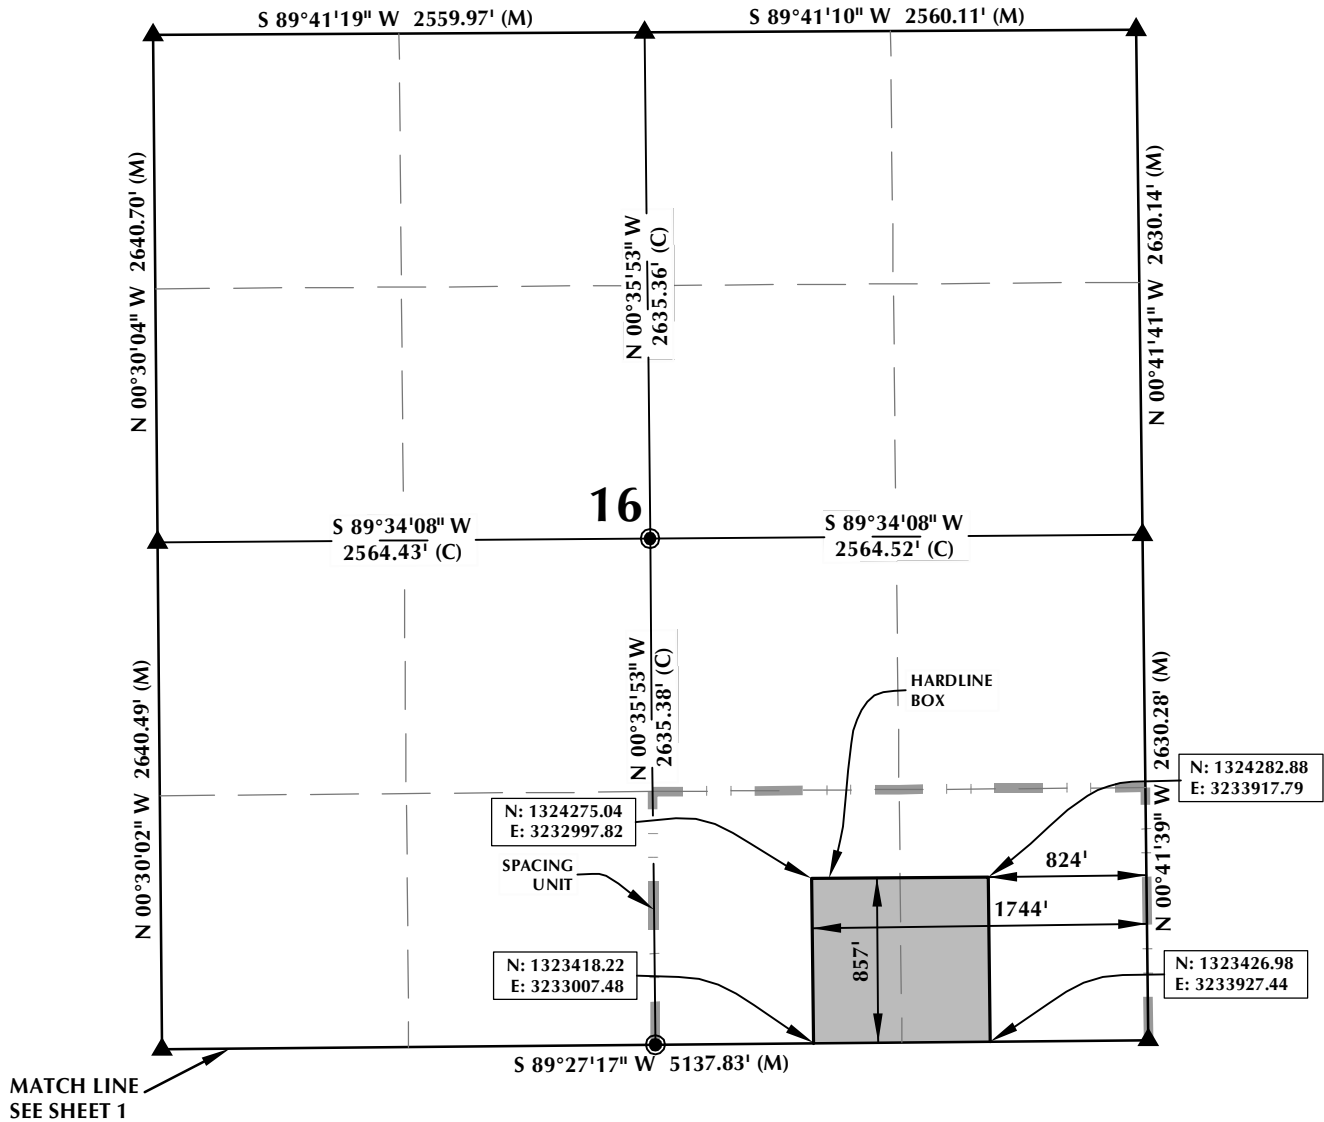 S 89°41'19" W 2559.97' (M)
S 89°41'10" W 2560.11' (M)
N 00°30'04" W 2640.70' (M)
N 00°35'53" W
2635.36' (C)
N 00°41'41" W 2630.14' (M)
16
S 89°34'08" W
2564.43' (C)
S 89°34'08" W
2564.52' (C)
N 00°30'02" W 2640.49' (M)
N 00°35'53" W
2635.38' (C)
HARDLINE
BOX
N 00°41'39" W 2630.28' (M)
N: 1324282.88
E: 3233917.79
N: 1324275.04
E: 3232997.82
SPACING
UNIT
824'
1744'
857'
N: 1323418.22
E: 3233007.48
N: 1323426.98
E: 3233927.44
S 89°27'17" W 5137.83' (M)
MATCH LINE
SEE SHEET 1